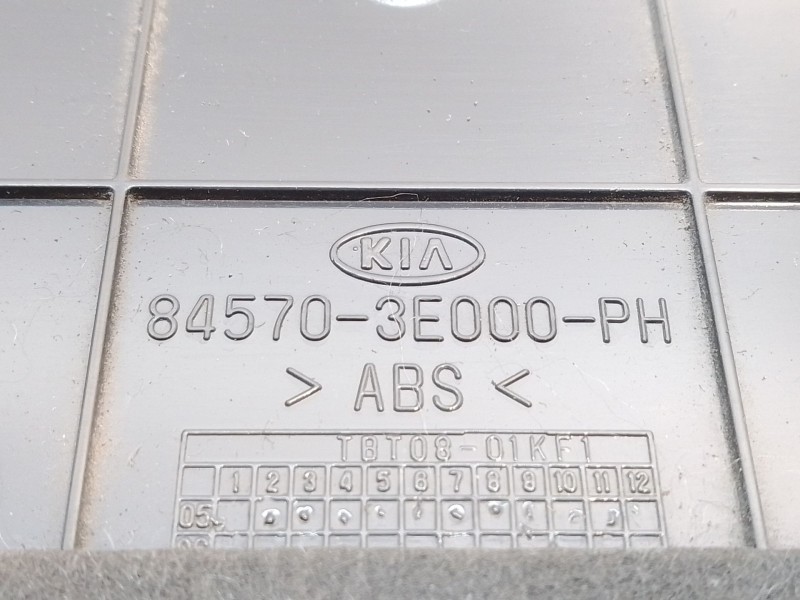 KIA
84570-3E000-PH
> ABS <
TBT08-01KF1
1 2 3 4 5 6 7 8 9 10 11 12
05